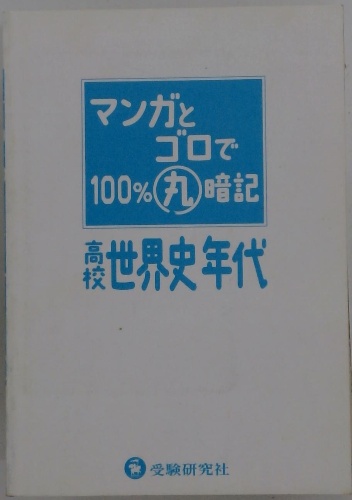 マンガと
ゴロで
100%丸暗記
高校世界史年代
受験研究社